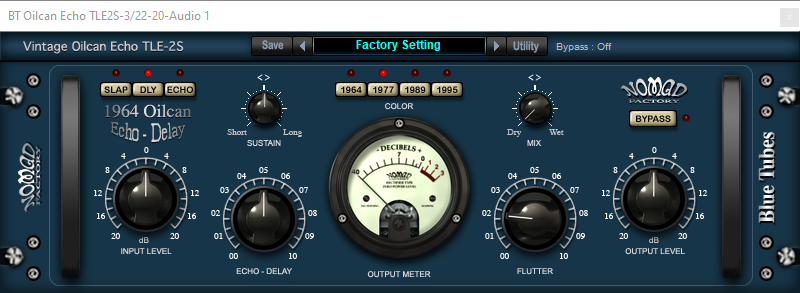 BT Oilcan Echo TLE2S-3/22-20-Audio 1
x
Vintage Oilcan Echo TLE-2S
Save
Factory Setting
Utility
Bypass : Off
SLAP
DLY
ECHO
1964
1977
1989
1995
COLOR
<>
<>
NOMAD
FACTORY
BYPASS
1964 Oilcan
Echo - Delay
Short
Long
SUSTAIN
Dry
Wet
MIX
NOMAD
FACTORY
Blue Tubes
- DECIBELS +
40
7
0
1
2
3
0
4
4
8
8
12
12
16
16
20
20
dB
INPUT LEVEL
00
01
02
03
04
05
06
07
08
09
10
ECHO - DELAY
OUTPUT METER
00
01
02
03
04
05
06
07
08
09
10
FLUTTER
0
4
4
8
8
12
12
16
16
20
20
dB
OUTPUT LEVEL